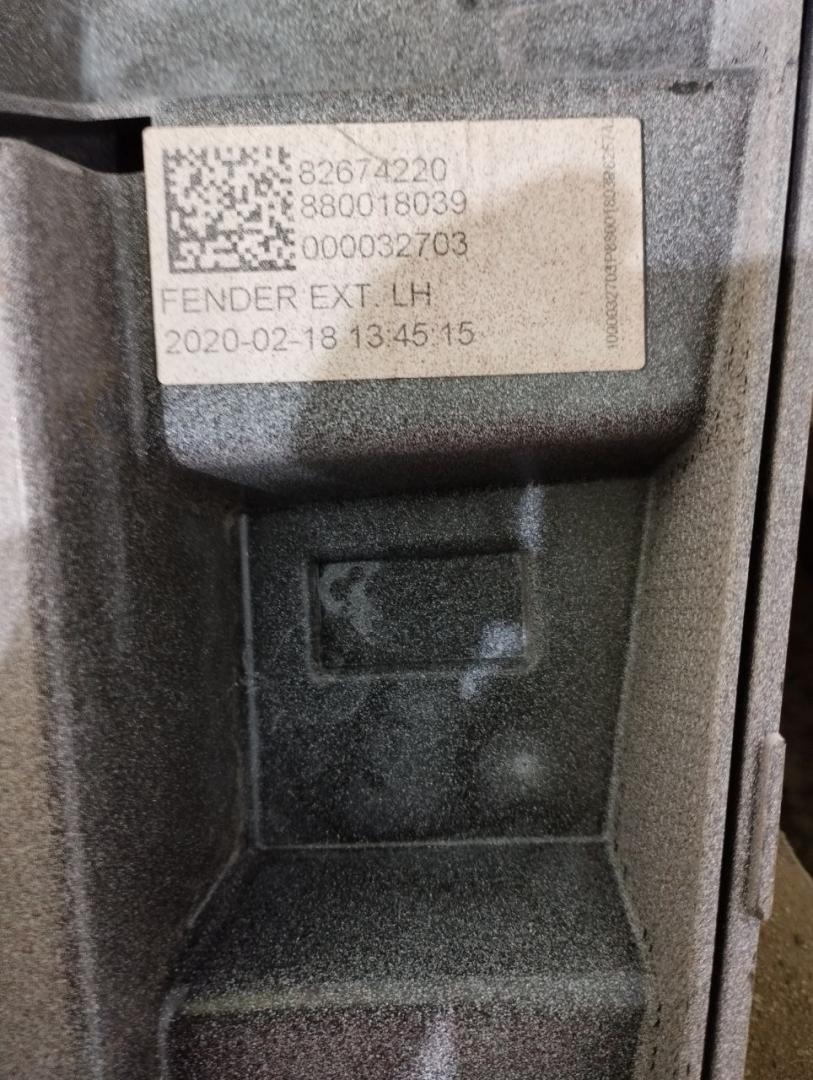 82674220
880018039
000032703
FENDER EXT. LH
2020-02-18 13:45:15